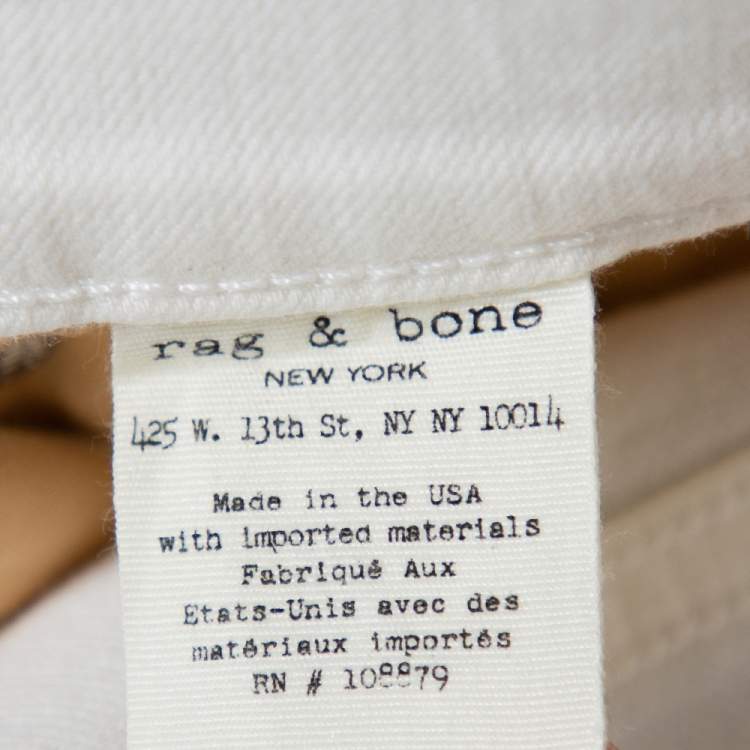 rag & bone
NEW YORK
425 W. 13th St, NY NY 10014
Made in the USA
with imported materials
Fabriqué Aux
Etats-Unis avec des
matériaux importés
RN # 108879